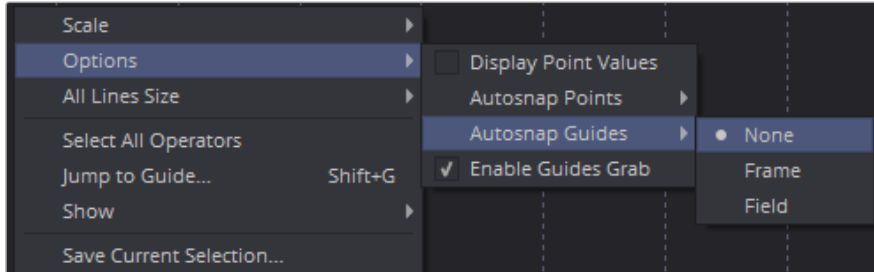 Scale
Options
All Lines Size
Select All Operators
Jump to Guide... Shift+G
Show
Save Current Selection...
Display Point Values
Autosnap Points
Autosnap Guides
Enable Guides Grab
None
Frame
Field